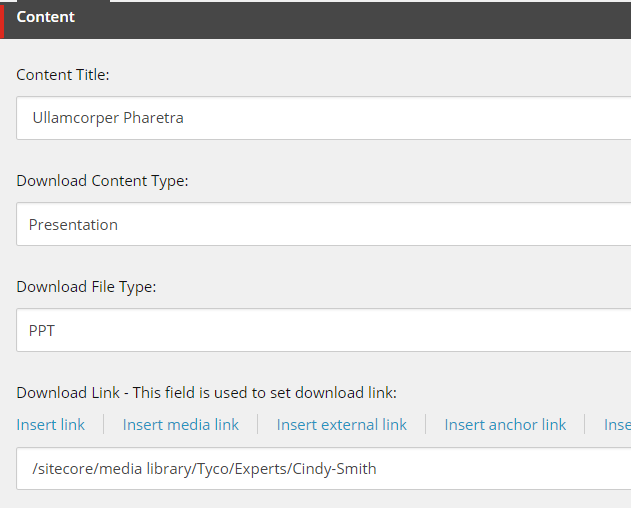 Content
Content Title:
Ullamcorper Pharetra
Download Content Type:
Presentation
Download File Type:
PPT
Download Link - This field is used to set download link:
Insert link Insert media link Insert external link Insert anchor link
/sitecore/media library/Tyco/Experts/Cindy-Smith